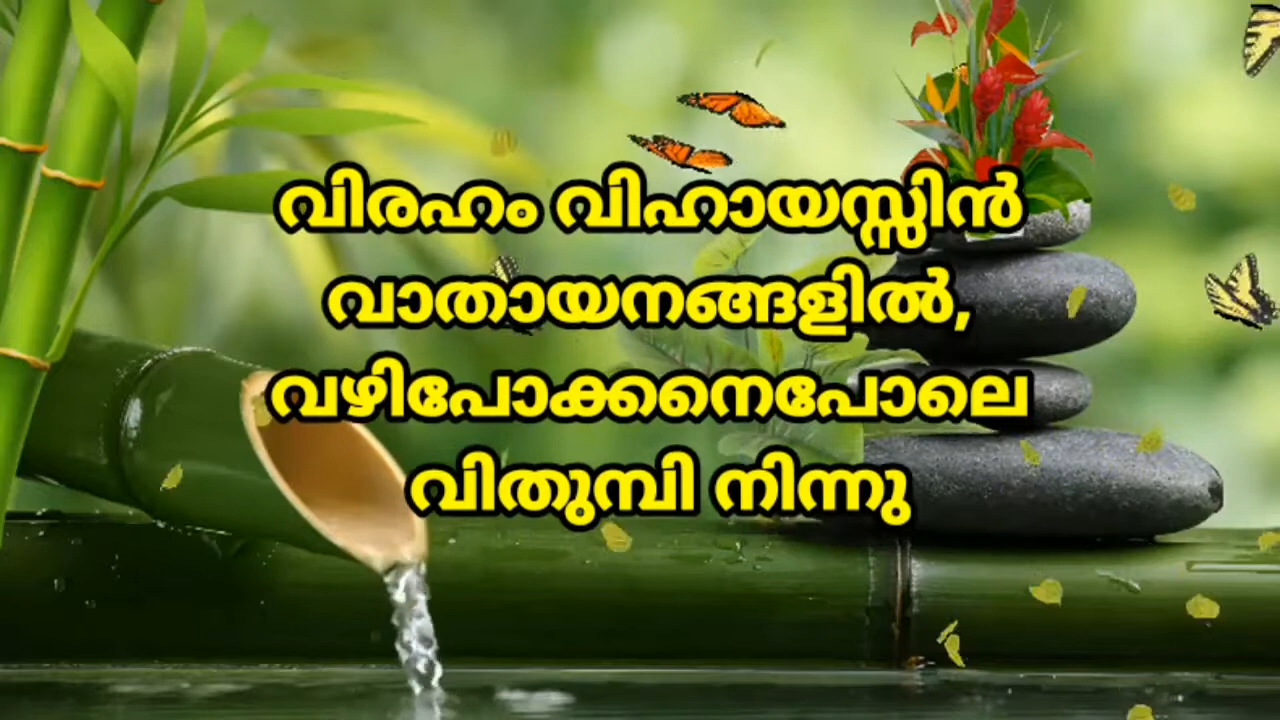 വിരഹം വിഹായസ്സിൻ
വാതായനങ്ങളിൽ,
വഴിപോക്കനെപോലെ
വിതുമ്പി നിന്നു